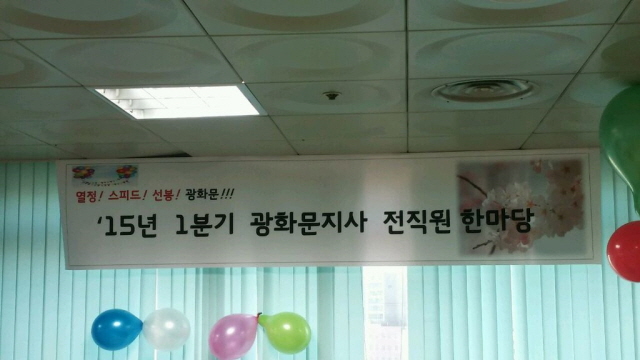 열정! 스피드! 선봉! 광화문!!!
‘15년 1분기 광화문지사 전직원 한마당